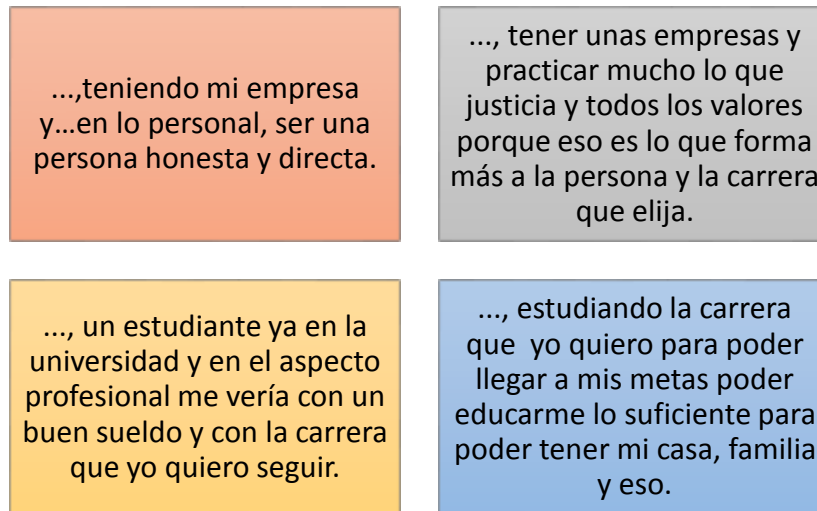 ...,teniendo mi empresa
y…en lo personal, ser una
persona honesta y directa.
..., tener unas empresas y
practicar mucho lo que
justicia y todos los valores
porque eso es lo que forma
más a la persona y la carrera
que elija.
..., un estudiante ya en la
universidad y en el aspecto
profesional me vería con un
buen sueldo y con la carrera
que yo quiero seguir.
..., estudiando la carrera
que  yo quiero para poder
llegar a mis metas poder
educarme lo suficiente para
poder tener mi casa, familia
y eso.